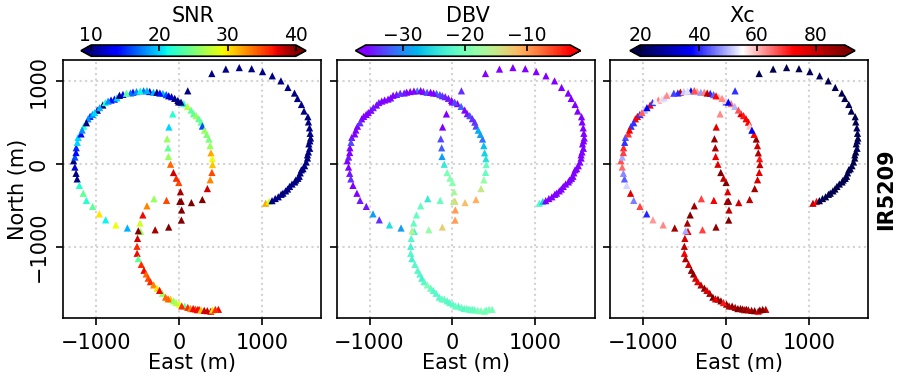 SNR DBV Xc
10 20 30 40 −30 −20 −10 20 40 60 80
1000
0
−1000
North (m)
IR5209
−1000 0 1000 −1000 0 1000 −1000 0 1000
East (m) East (m) East (m)